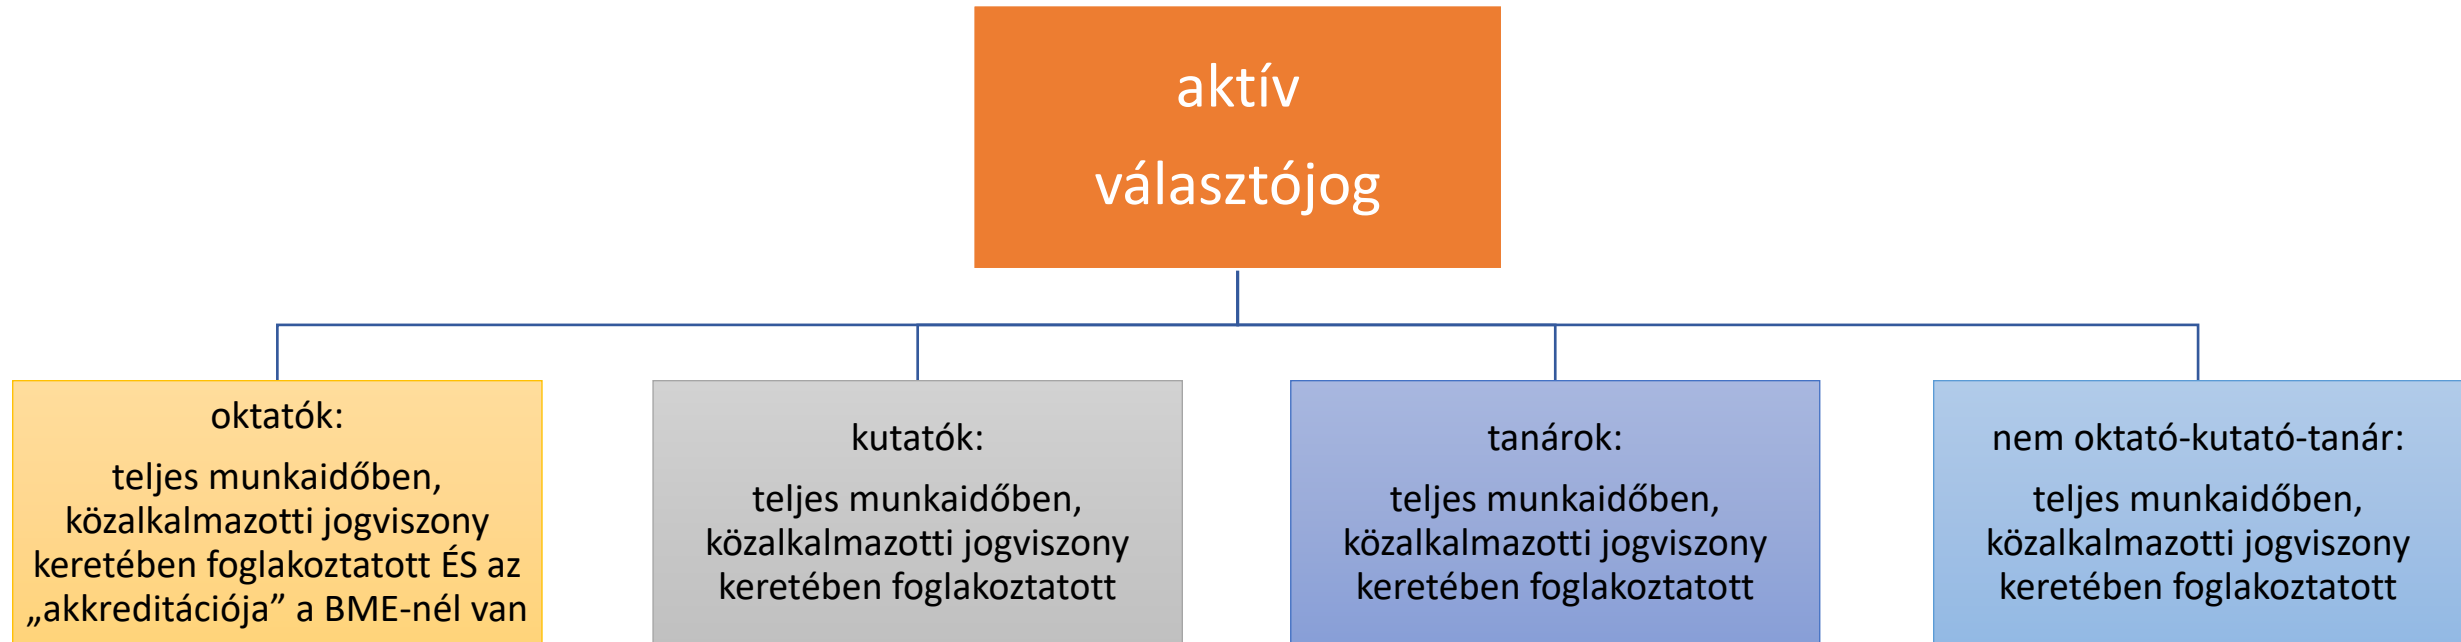 aktív
választójog
oktatók:
teljes munkaidőben,
közalkalmazotti jogviszony
keretében foglakoztatott ÉS az
„akkreditációja” a BME-nél van
kutatók:
teljes munkaidőben,
közalkalmazotti jogviszony
keretében foglakoztatott
tanárok:
teljes munkaidőben,
közalkalmazotti jogviszony
keretében foglakoztatott
nem oktató-kutató-tanár:
teljes munkaidőben,
közalkalmazotti jogviszony
keretében foglakoztatott